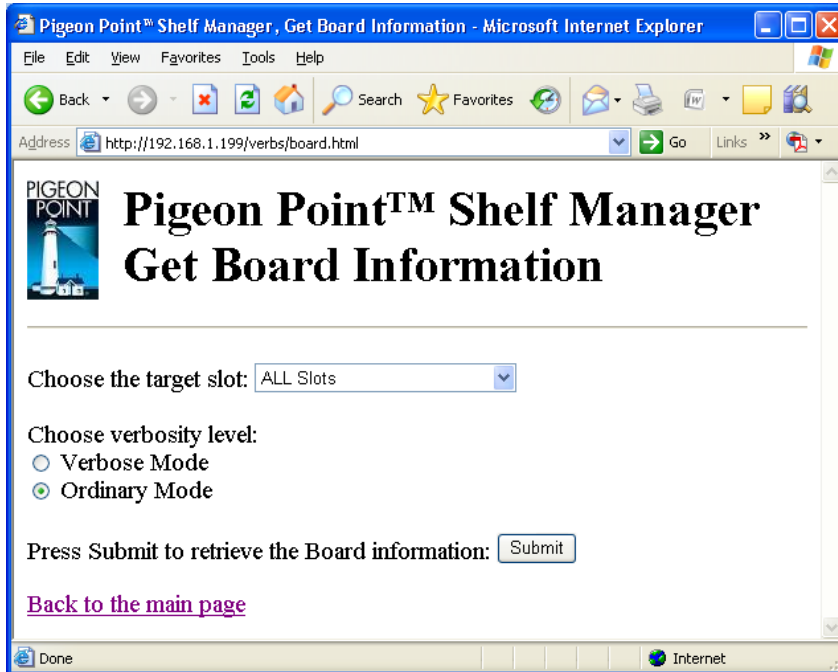 Pigeon Point™ Shelf Manager, Get Board Information - Microsoft Internet Explorer
File Edit View Favorites Tools Help
Back Search Favorites
Address http://192.168.1.199/verbs/board.html Go Links »
PIGEON
POINT
Pigeon Point™ Shelf Manager
Get Board Information
Choose the target slot: ALL Slots
Choose verbosity level:
Verbose Mode
Ordinary Mode
Press Submit to retrieve the Board information: Submit
Back to the main page
Done Internet